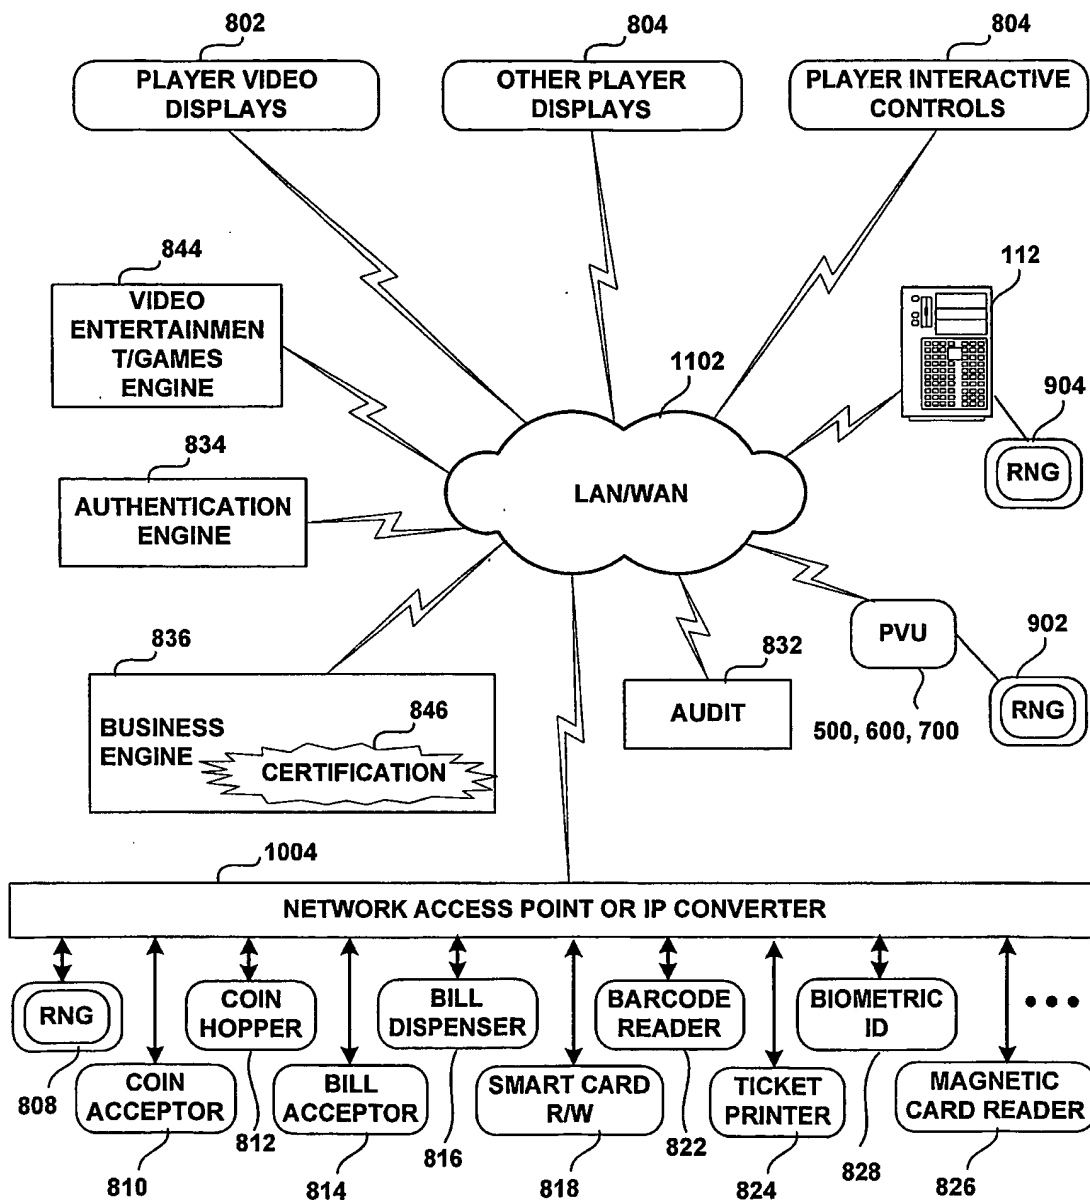 802
804
804
PLAYER VIDEO
DISPLAYS
OTHER PLAYER
DISPLAYS
PLAYER INTERACTIVE
CONTROLS
844
VIDEO
ENTERTAINMEN
T/GAMES
ENGINE
112
1102
904
RNG
834
AUTHENTICATION
ENGINE
LAN/WAN
836
BUSINESS
ENGINE
846
CERTIFICATION
832
AUDIT
PVU
500, 600, 700
902
RNG
1004
NETWORK ACCESS POINT OR IP CONVERTER
RNG
808
COIN
ACCEPTOR
810
COIN
HOPPER
812
BILL
ACCEPTOR
814
BILL
DISPENSER
816
SMART CARD
R/W
818
BARCODE
READER
822
TICKET
PRINTER
824
BIOMETRIC
ID
828
MAGNETIC
CARD READER
826